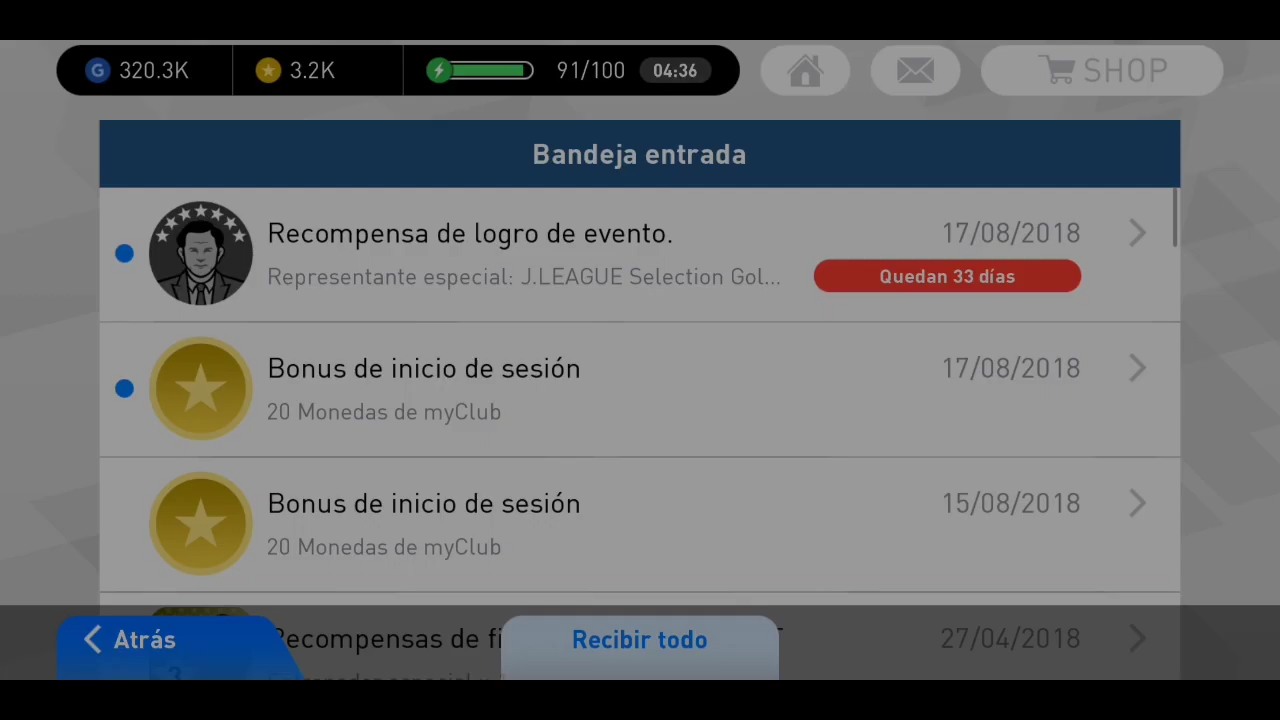 G 320.3K 3.2K 91/100 04:36 SHOP
Bandeja entrada
Recompensa de logro de evento. 17/08/2018
Representante especial: J.LEAGUE Selection Gol... Quedan 33 días
Bonus de inicio de sesión 17/08/2018
20 Monedas de myClub
Bonus de inicio de sesión 15/08/2018
20 Monedas de myClub
Atrás Recompensas de fi Recibir todo 27/04/2018
3